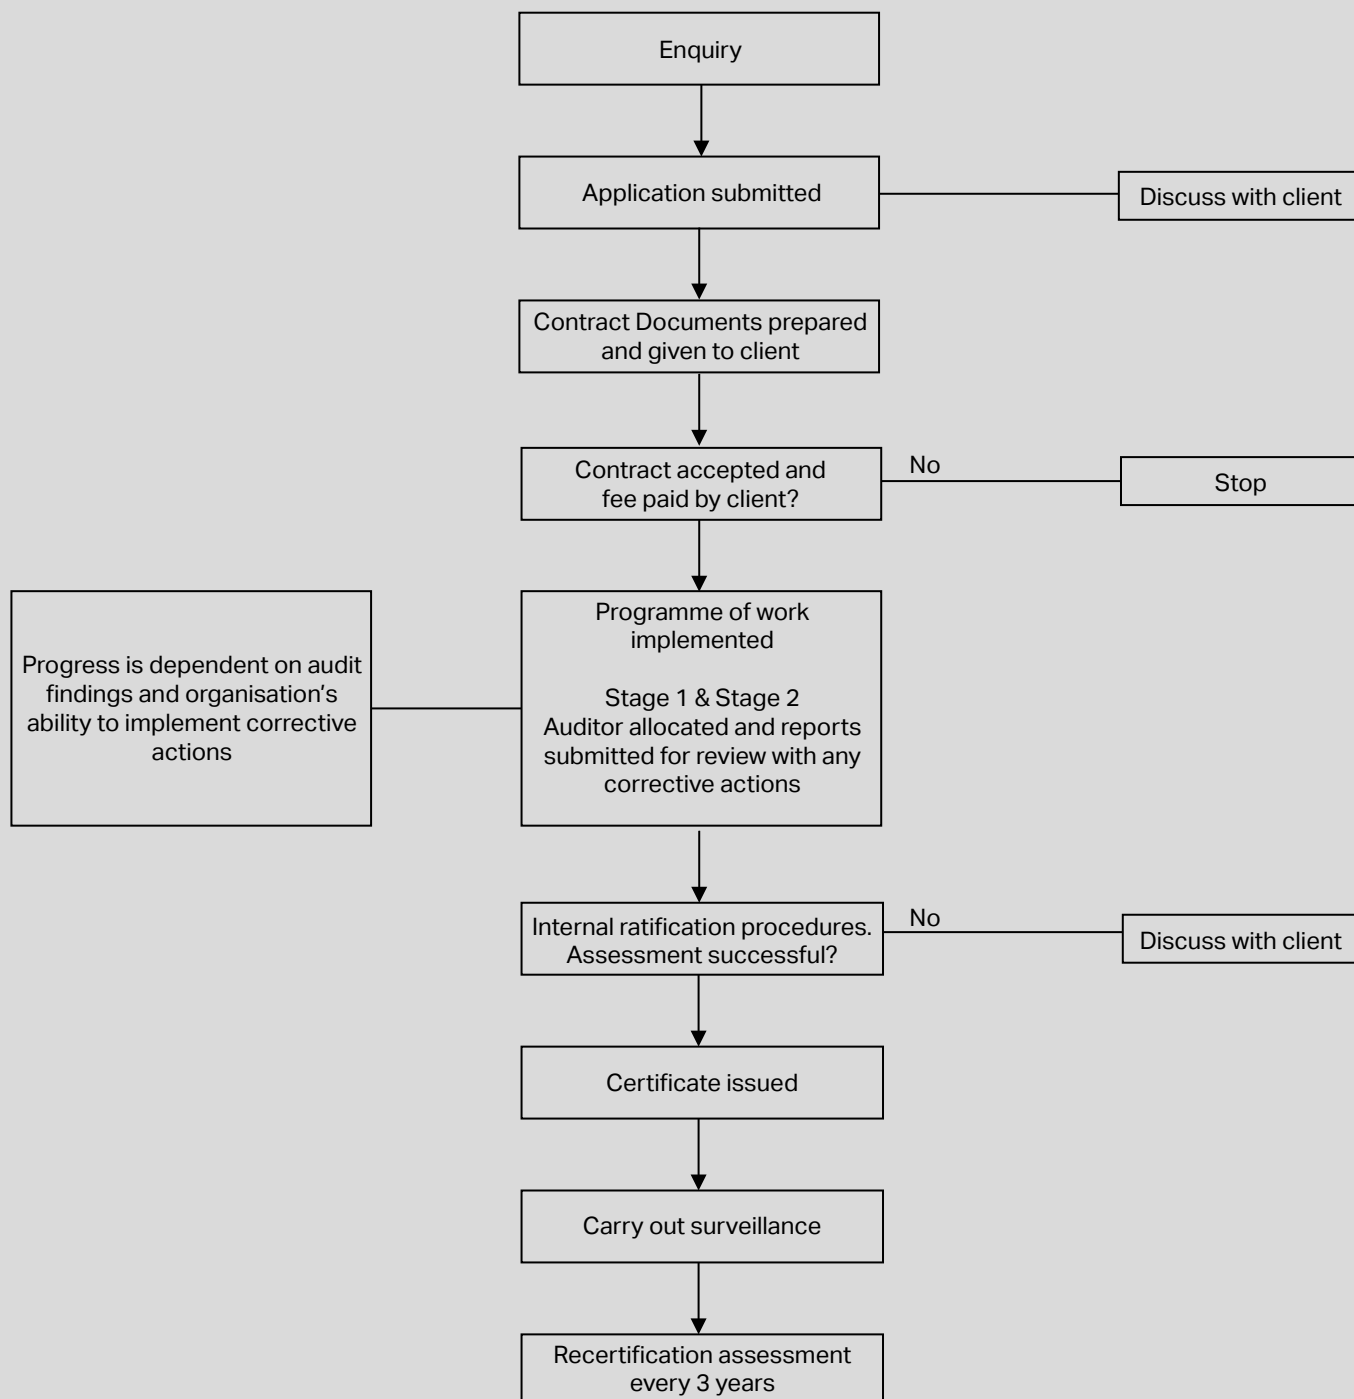 Enquiry
Application submitted
Discuss with client
Contract Documents prepared
and given to client
Contract accepted and
fee paid by client?
No
Stop
Progress is dependent on audit
findings and organisation's
ability to implement corrective
actions
Programme of work
implemented
Stage 1 & Stage 2
Auditor allocated and reports
submitted for review with any
corrective actions
Internal ratification procedures.
Assessment successful?
No
Discuss with client
Certificate issued
Carry out surveillance
Recertification assessment
every 3 years